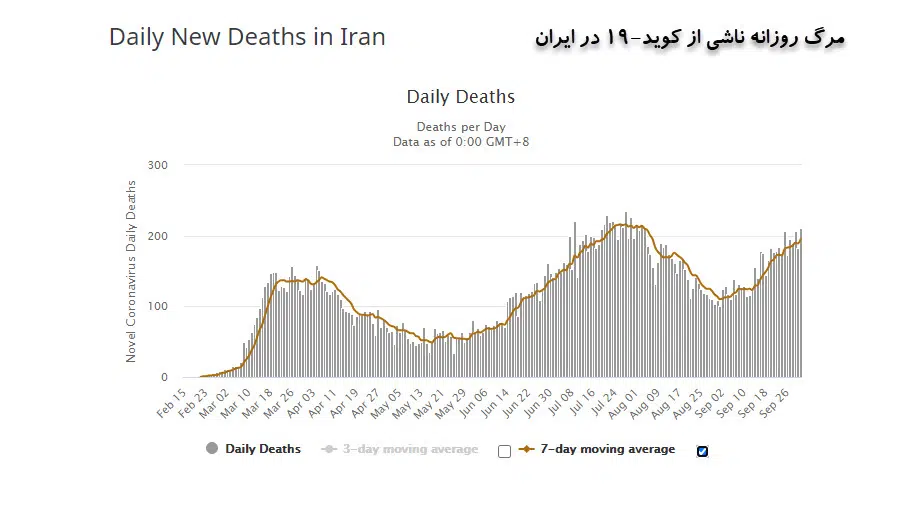 Daily New Deaths in Iran
مرگ روزانه ناشی از کوید-۱۹ در ایران
Daily Deaths
Deaths per Day
Data as of 0:00 GMT+8
Novel Coronavirus Daily Deaths
300
200
100
0
Feb 15 Feb 23 Mar 02 Mar 10 Mar 18 Mar 26 Apr 03 Apr 11 Apr 19 Apr 27 May 05 May 13 May 21 May 29 Jun 06 Jun 14 Jun 22 Jun 30 Jul 08 Jul 16 Jul 24 Aug 01 Aug 09 Aug 17 Aug 25 Sep 02 Sep 10 Sep 18 Sep 26
Daily Deaths 3-day moving average 7-day moving average